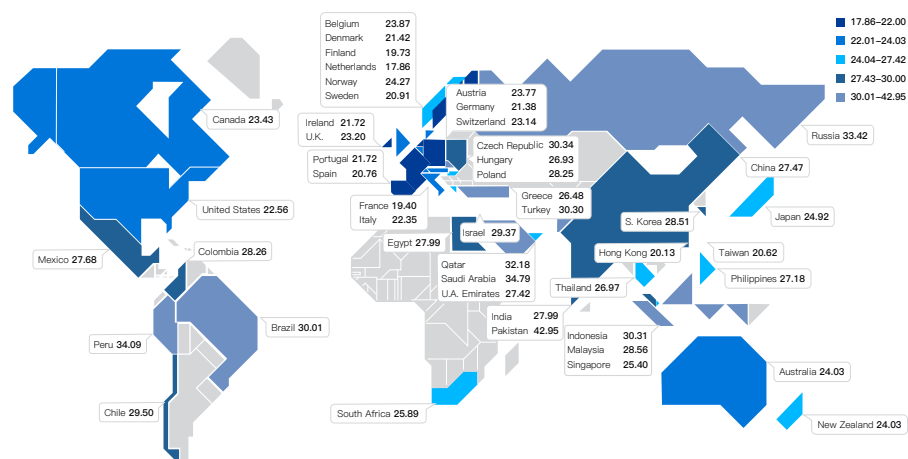 17.86–22.00
22.01–24.03
24.04–27.42
27.43–30.00
30.01–42.95
Belgium 23.87
Denmark 21.42
Finland 19.73
Netherlands 17.86
Norway 24.27
Sweden 20.91
Austria 23.77
Germany 21.38
Switzerland 23.14
Canada 23.43
Ireland 21.72
U.K. 23.20
Russia 33.42
Czech Republic 30.34
Hungary 26.93
Poland 28.25
Portugal 21.72
Spain 20.76
China 27.47
France 19.40
Italy 22.35
Greece 26.48
Turkey 30.30
United States 22.56
S. Korea 28.51
Japan 24.92
Israel 29.37
Egypt 27.99
Mexico 27.68
Colombia 28.26
Hong Kong 20.13
Taiwan 20.62
Qatar 32.18
Saudi Arabia 34.79
U.A. Emirates 27.42
Philippines 27.18
Thailand 26.97
India 27.99
Pakistan 42.95
Brazil 30.01
Peru 34.09
Indonesia 30.31
Malaysia 28.56
Singapore 25.40
Australia 24.03
Chile 29.50
South Africa 25.89
New Zealand 24.03